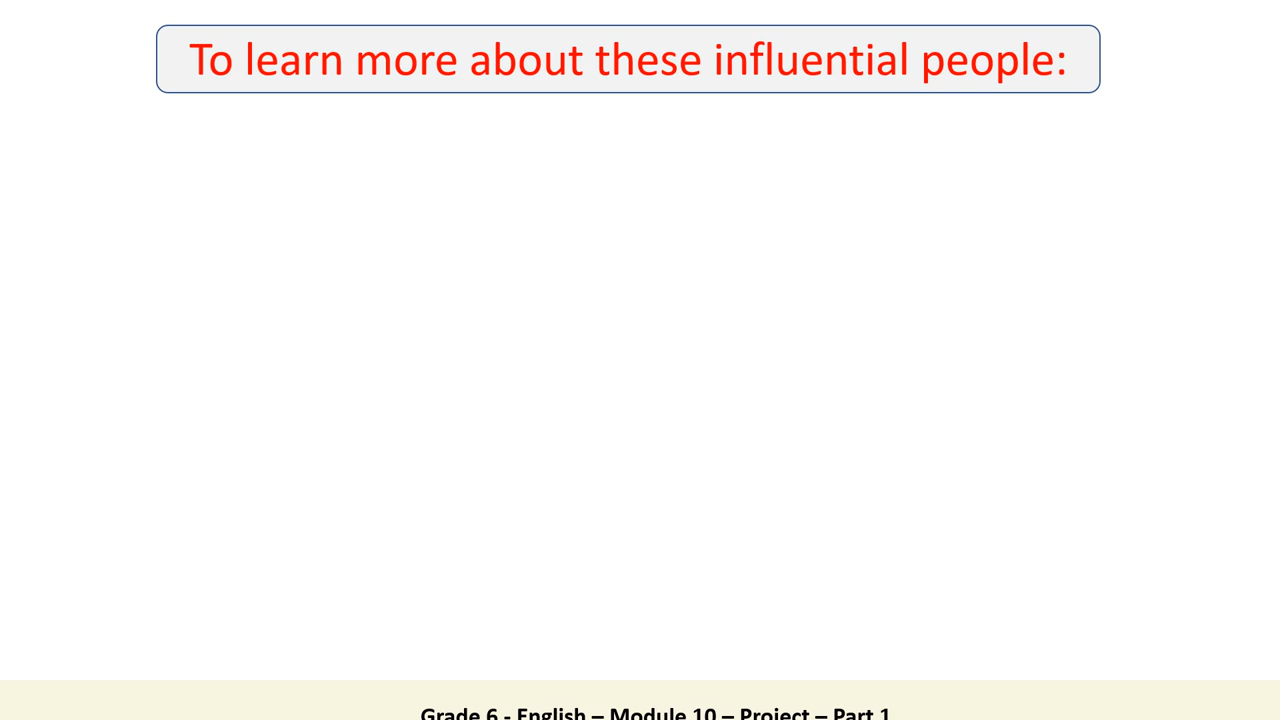 To learn more about these influential people:
Grade 6 - English – Module 10 – Project – Part 1